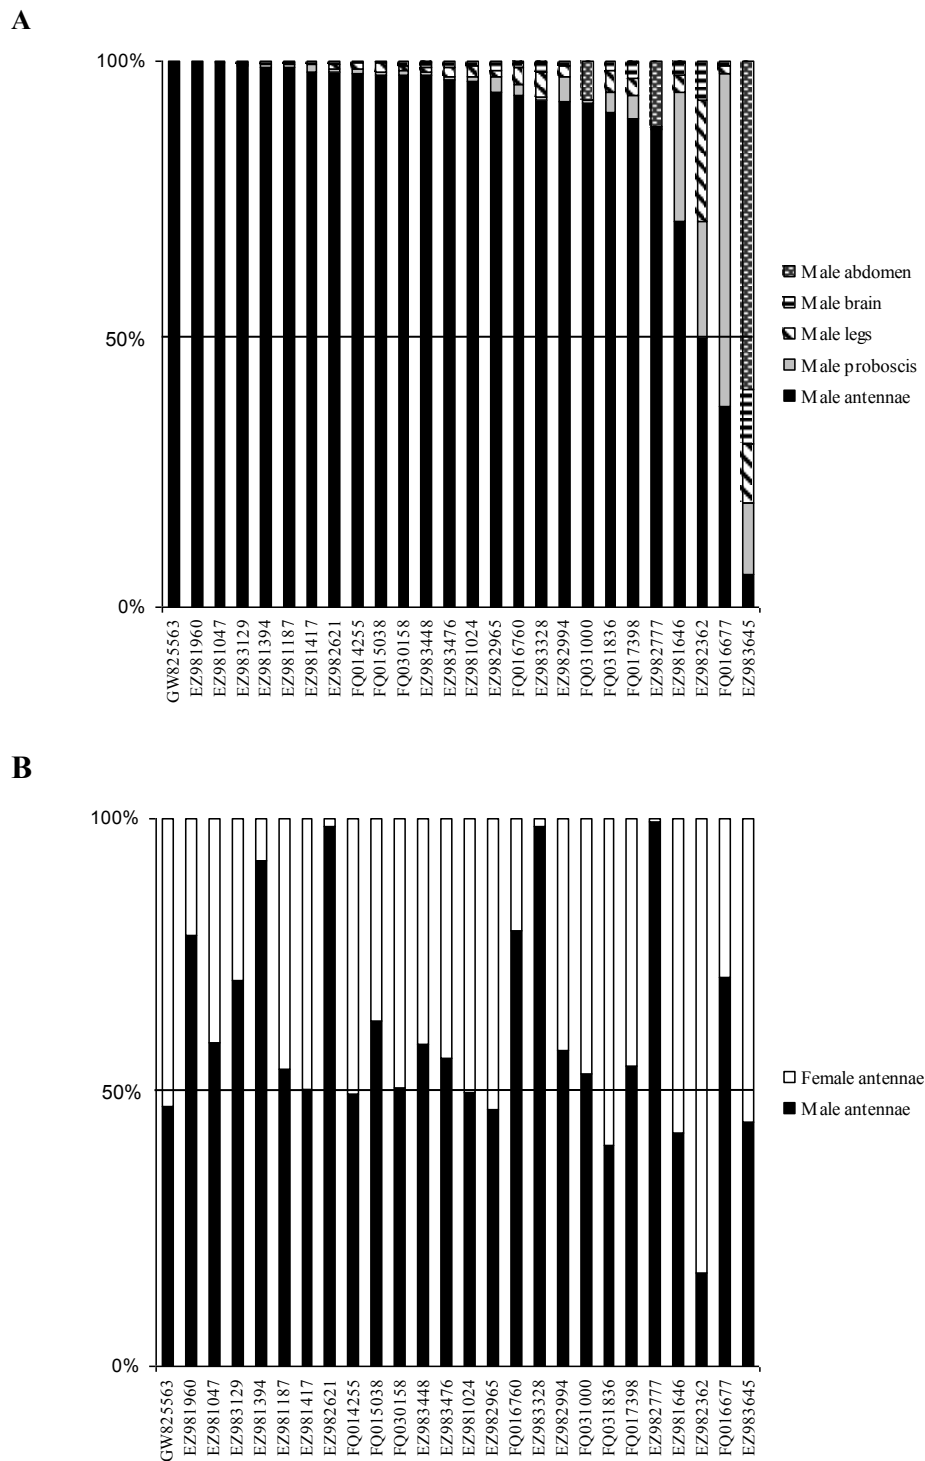 A
100%
50%
0%
Male abdomen
Male brain
Male legs
Male proboscis
Male antennae
GW825563
EZ981960
EZ981047
EZ983129
EZ981394
EZ981187
EZ981417
EZ982621
FQ014255
FQ015038
FQ030158
EZ983448
EZ983476
EZ981024
EZ982965
FQ016760
EZ983328
EZ982994
FQ031000
FQ031836
FQ017398
EZ982777
EZ981646
EZ982362
FQ016677
EZ983645
B
100%
50%
0%
Female antennae
Male antennae
GW825563
EZ981960
EZ981047
EZ983129
EZ981394
EZ981187
EZ981417
EZ982621
FQ014255
FQ015038
FQ030158
EZ983448
EZ983476
EZ981024
EZ982965
FQ016760
EZ983328
EZ982994
FQ031000
FQ031836
FQ017398
EZ982777
EZ981646
EZ982362
FQ016677
EZ983645